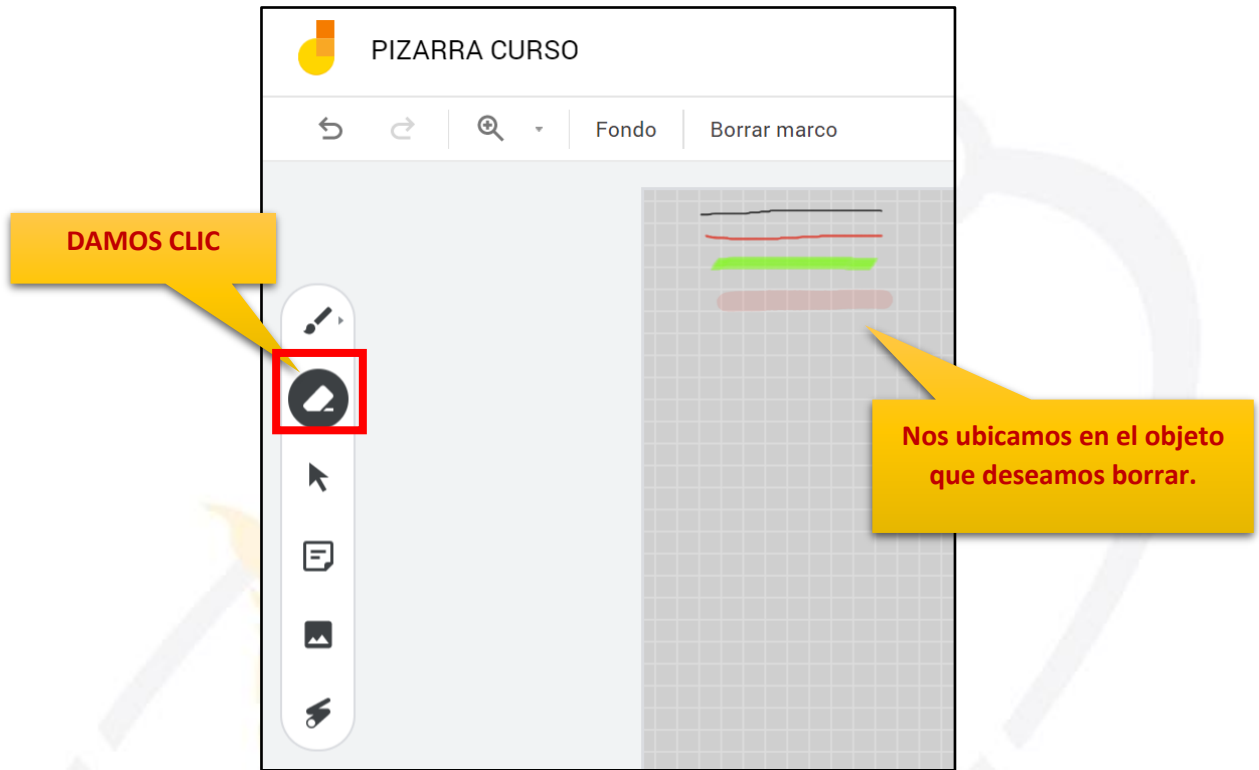 PIZARRA CURSO
Fondo
Borrar marco
DAMOS CLIC
Nos ubicamos en el objeto
que deseamos borrar.